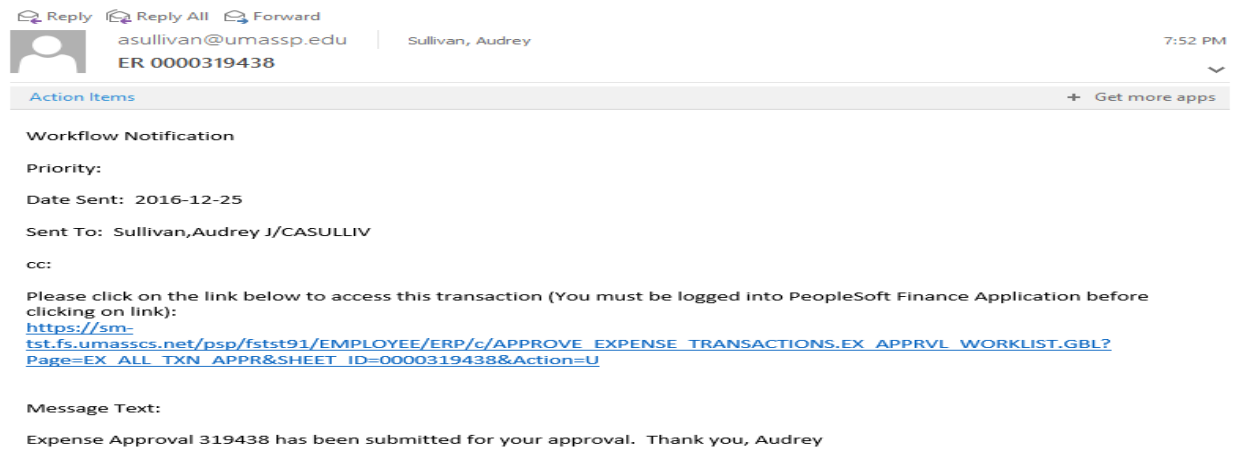 Reply Reply All Forward
asullivan@umassp.edu Sullivan, Audrey 7:52 PM
ER 0000319438
Action Items + Get more apps
Workflow Notification
Priority:
Date Sent: 2016-12-25
Sent To: Sullivan,Audrey J/CASULLIV
cc:
Please click on the link below to access this transaction (You must be logged into PeopleSoft Finance Application before
clicking on link):
https://sm-
tst.fs.umasscs.net/psp/fstst91/EMPLOYEE/ERP/c/APPROVE_EXPENSE_TRANSACTIONS.EX_APPRVL_WORKLIST.GBL?
Page=EX_ALL_TXN_APPR&SHEET_ID=0000319438&Action=U
Message Text:
Expense Approval 319438 has been submitted for your approval. Thank you, Audrey